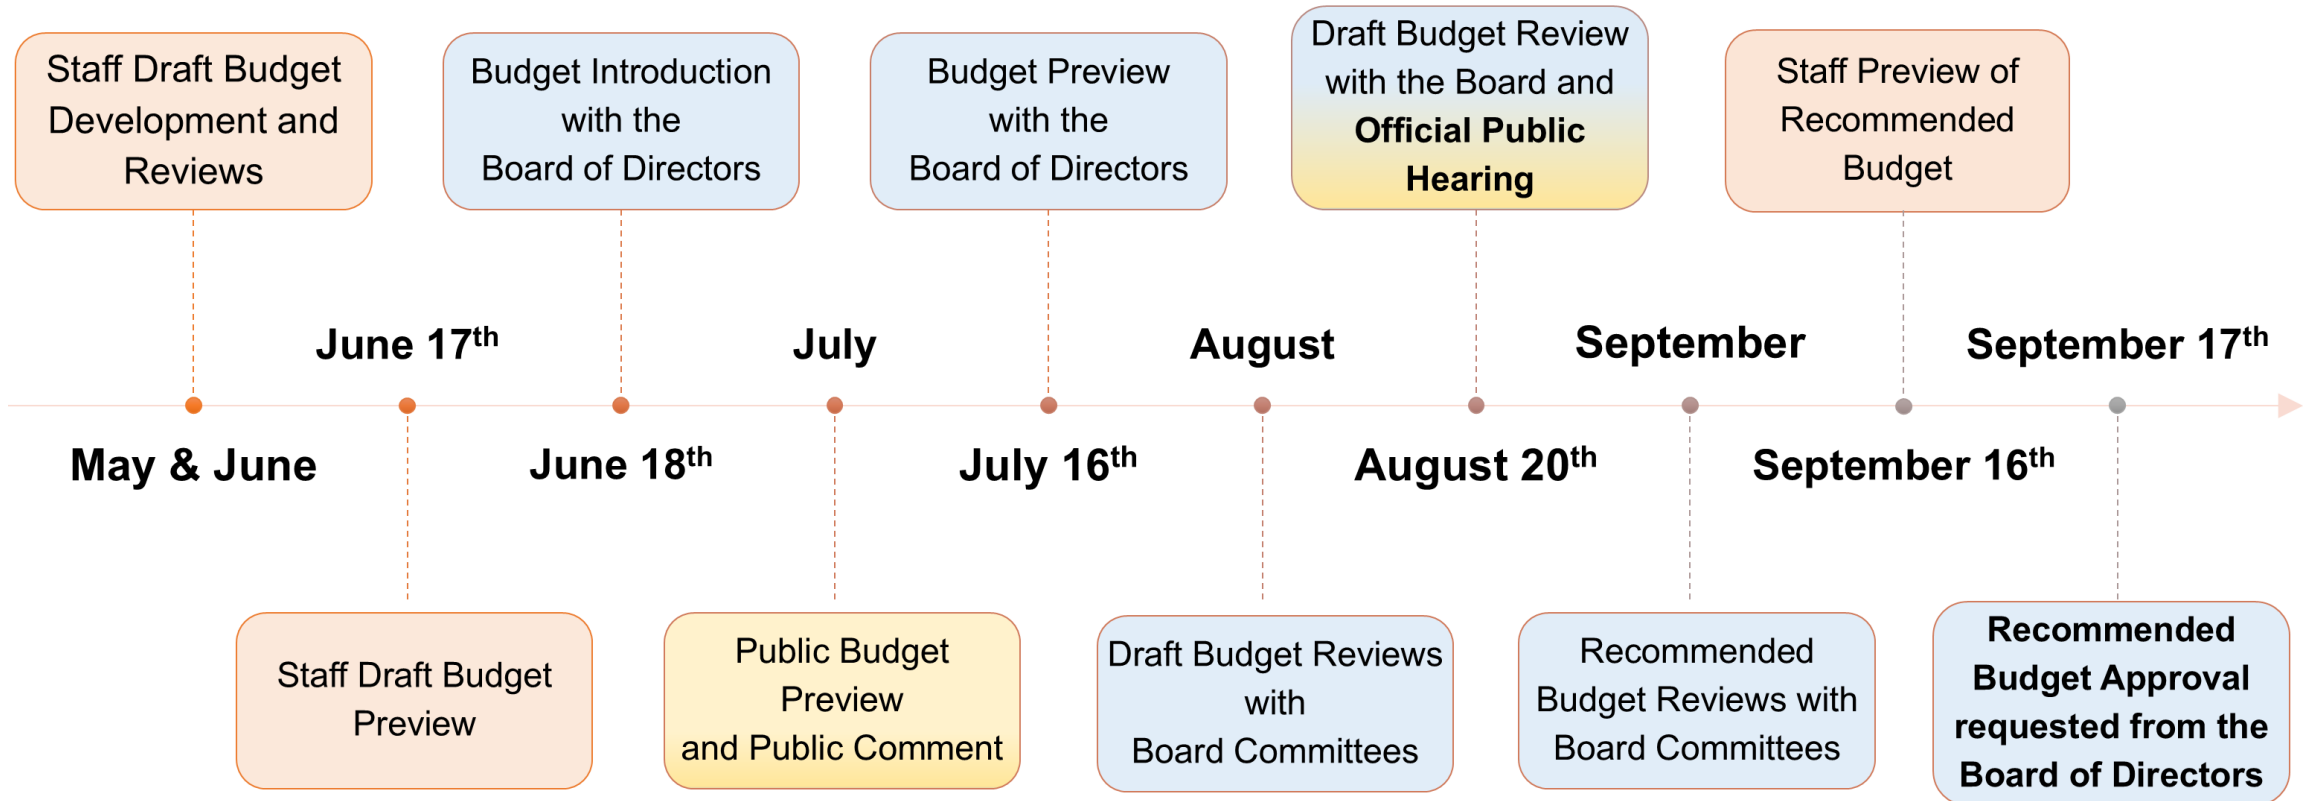 Staff Draft Budget
Development and
Reviews
Budget Introduction
with the
Board of Directors
Budget Preview
with the
Board of Directors
Draft Budget Review
with the Board and
Official Public
Hearing
Staff Preview of
Recommended
Budget
June 17th
July
August
September
September 17th
May & June
June 18th
July 16th
August 20th
September 16th
Staff Draft Budget
Preview
Public Budget
Preview
and Public Comment
Draft Budget Reviews
with
Board Committees
Recommended
Budget Reviews with
Board Committees
Recommended
Budget Approval
requested from the
Board of Directors